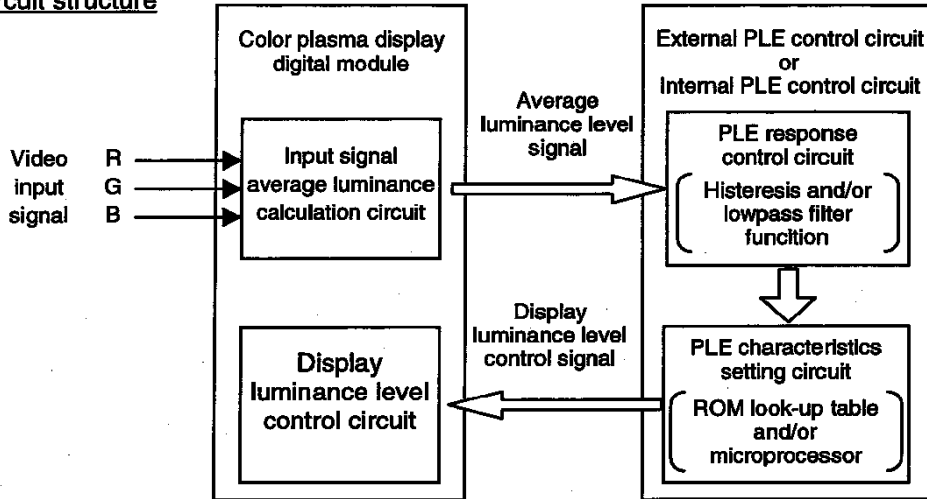 cuit structure
Color plasma display
digital module
External PLE control circuit
or
Internal PLE control circuit
Video R
input G
signal B
Input signal
average luminance
calculation circuit
Average
luminance level
signal
PLE response
control circuit
Histeresis and/or
lowpass filter
funcition
Display
luminance level
control circuit
Display
luminance level
control signal
PLE characteristics
setting circuit
ROM look-up table
and/or
microprocessor